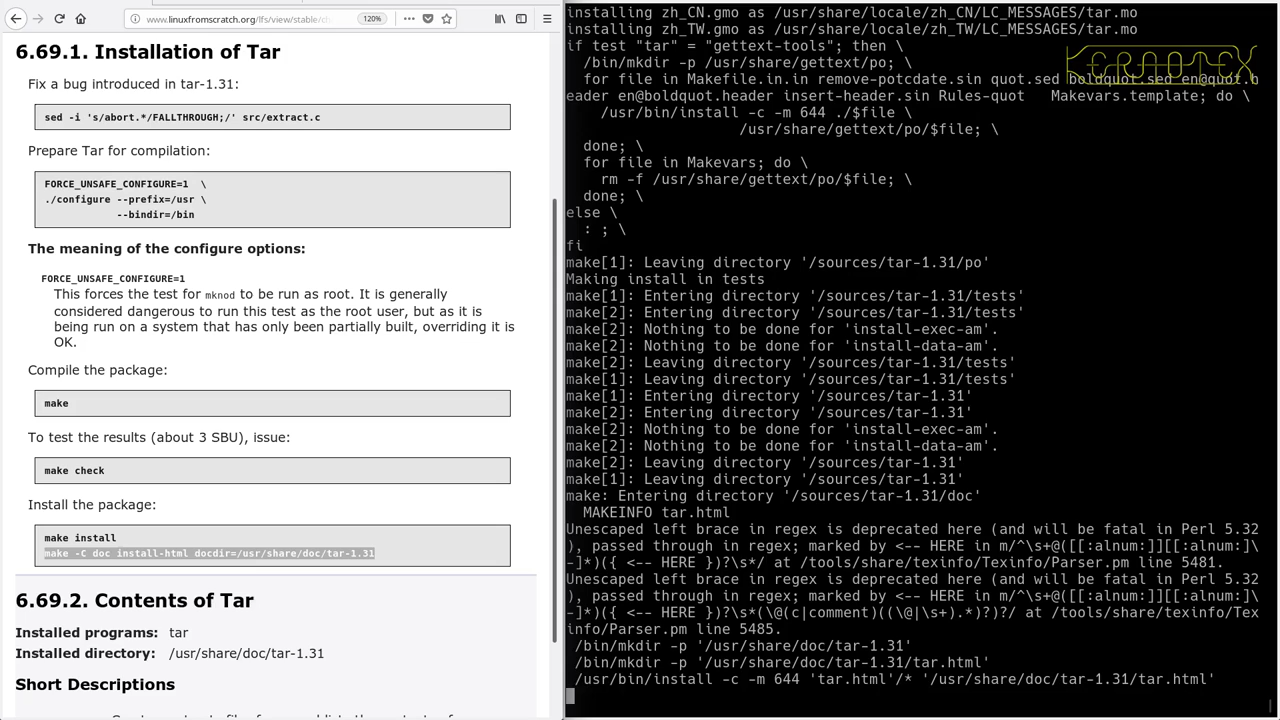 www.linuxfromscratch.org/lfs/view/stable/c
120%
6.69.1. Installation of Tar
Fix a bug introduced in tar-1.31:
sed -i 's/abort.*/FALLTHROUGH;/' src/extract.c
Prepare Tar for compilation:
FORCE_UNSAFE_CONFIGURE=1 \
./configure --prefix=/usr \
--bindir=/bin
The meaning of the configure options:
FORCE_UNSAFE_CONFIGURE=1
This forces the test for mknod to be run as root. It is generally
considered dangerous to run this test as the root user, but as it is
being run on a system that has only been partially built, overriding it is
OK.
Compile the package:
make
To test the results (about 3 SBU), issue:
make check
Install the package:
make install
make -C doc install-html docdir=/usr/share/doc/tar-1.31
6.69.2. Contents of Tar
Installed programs: tar
Installed directory: /usr/share/doc/tar-1.31
Short Descriptions
installing zh_CN.gmo as /usr/share/locale/zh_CN/LC_MESSAGES/tar.mo
installing zh_TW.gmo as /usr/share/locale/zh_TW/LC_MESSAGES/tar.mo
if test "tar" = "gettext-tools"; then \
/bin/mkdir -p /usr/share/gettext/po; \
for file in Makefile.in.in remove-potcdate.sin quot.sed boldquot.sed en@quot.h
eader en@boldquot.header insert-header.sin Rules-quot Makevars.template; do \
/usr/bin/install -c -m 644 ./$file \
/usr/share/gettext/po/$file; \
done; \
for file in Makevars; do \
rm -f /usr/share/gettext/po/$file; \
done; \
else \
: ; \
fi
make[1]: Leaving directory '/sources/tar-1.31/po'
Making install in tests
make[1]: Entering directory '/sources/tar-1.31/tests'
make[2]: Entering directory '/sources/tar-1.31/tests'
make[2]: Nothing to be done for 'install-exec-am'.
make[2]: Nothing to be done for 'install-data-am'.
make[2]: Leaving directory '/sources/tar-1.31/tests'
make[1]: Leaving directory '/sources/tar-1.31/tests'
make[1]: Entering directory '/sources/tar-1.31'
make[2]: Entering directory '/sources/tar-1.31'
make[2]: Nothing to be done for 'install-exec-am'.
make[2]: Nothing to be done for 'install-data-am'.
make[2]: Leaving directory '/sources/tar-1.31'
make[1]: Leaving directory '/sources/tar-1.31'
make: Entering directory '/sources/tar-1.31/doc'
MAKEINFO tar.html
Unescaped left brace in regex is deprecated here (and will be fatal in Perl 5.32
), passed through in regex; marked by <-- HERE in m/^\s+@([[:alnum:]][[:alnum:]\
-]*)({ <-- HERE })?\s*/ at /tools/share/texinfo/Texinfo/Parser.pm line 5481.
Unescaped left brace in regex is deprecated here (and will be fatal in Perl 5.32
), passed through in regex; marked by <-- HERE in m/^\s+@([[:alnum:]][[:alnum:]\
-]*)({ <-- HERE })?\s*(\@(c|comment)((\@|\s+).*)?)?/ at /tools/share/texinfo/Tex
info/Parser.pm line 5485.
/bin/mkdir -p '/usr/share/doc/tar-1.31'
/bin/mkdir -p '/usr/share/doc/tar-1.31/tar.html'
/usr/bin/install -c -m 644 'tar.html'/* '/usr/share/doc/tar-1.31/tar.html'